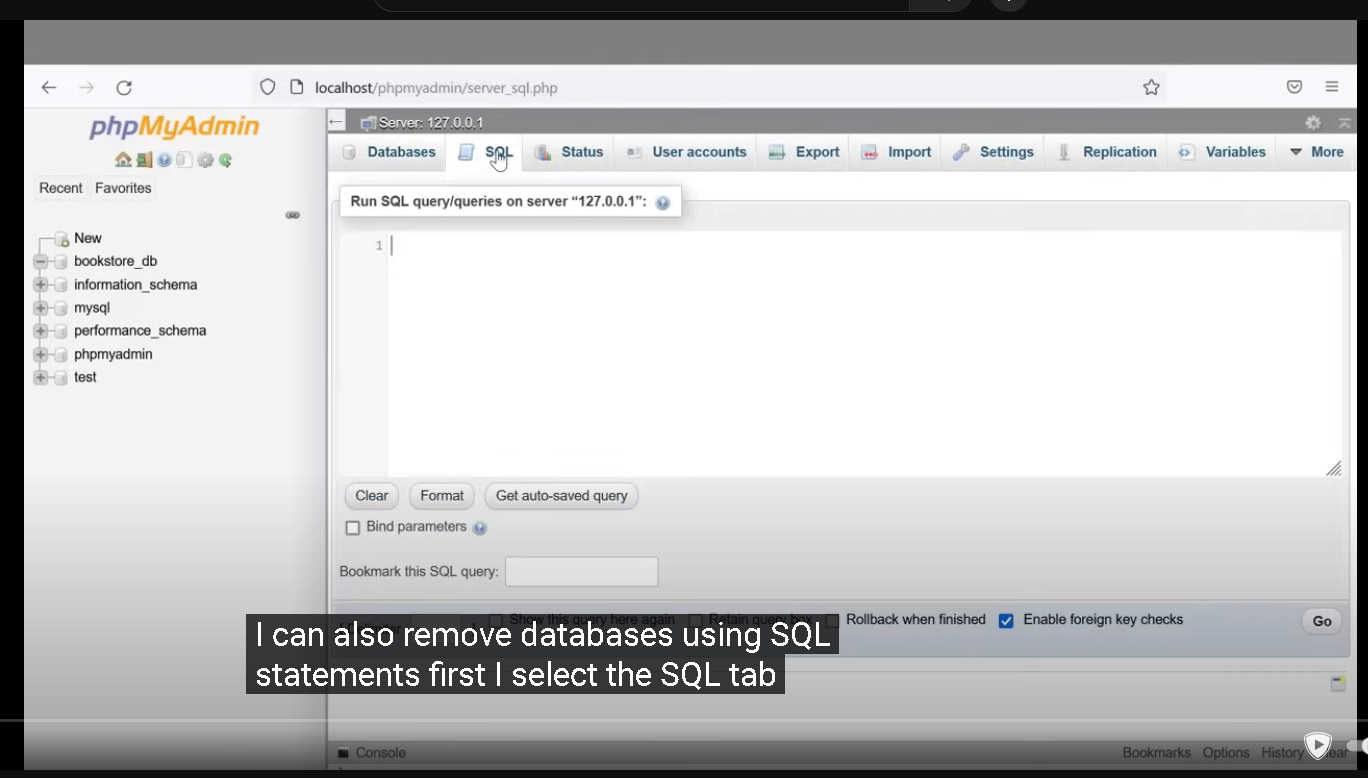 localhost/phpmyadmin/server_sql.php
phpMyAdmin
Recent Favorites
New
bookstore_db
information_schema
mysql
performance_schema
phpmyadmin
test
Server: 127.0.0.1
Databases SQL Status User accounts Export Import Settings Replication Variables More
Run SQL query/queries on server “127.0.0.1”:
1
Clear Format Get auto-saved query
Bind parameters
Bookmark this SQL query:
Show this query here again Retain query box Rollback when finished Enable foreign key checks Go
I can also remove databases using SQL
statements first I select the SQL tab
Console Bookmarks Options History